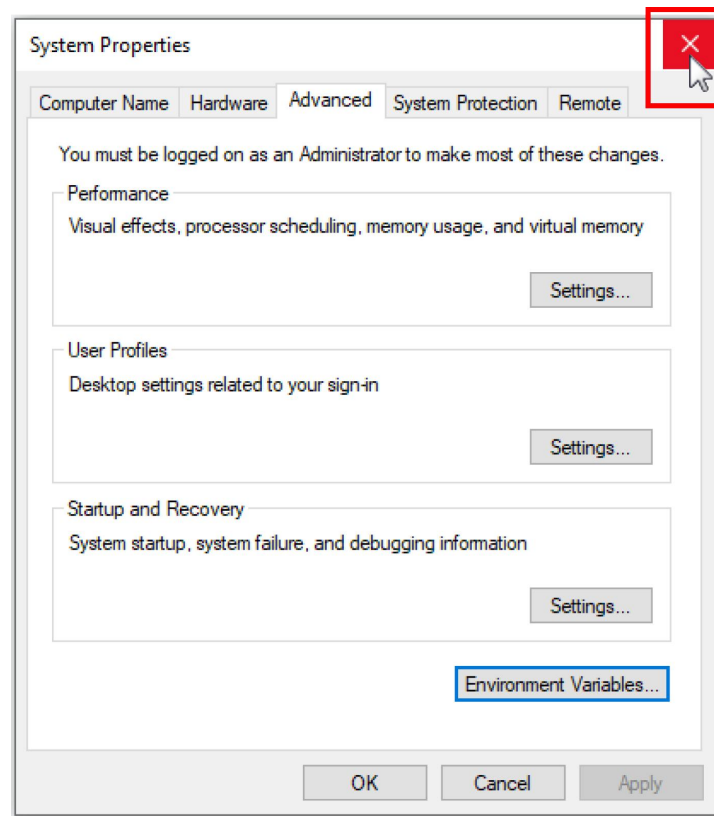 System Properties
Computer Name Hardware Advanced System Protection Remote
You must be logged on as an Administrator to make most of these changes.
Performance
Visual effects, processor scheduling, memory usage, and virtual memory
Settings...
User Profiles
Desktop settings related to your sign-in
Settings...
Startup and Recovery
System startup, system failure, and debugging information
Settings...
Environment Variables...
OK Cancel Apply